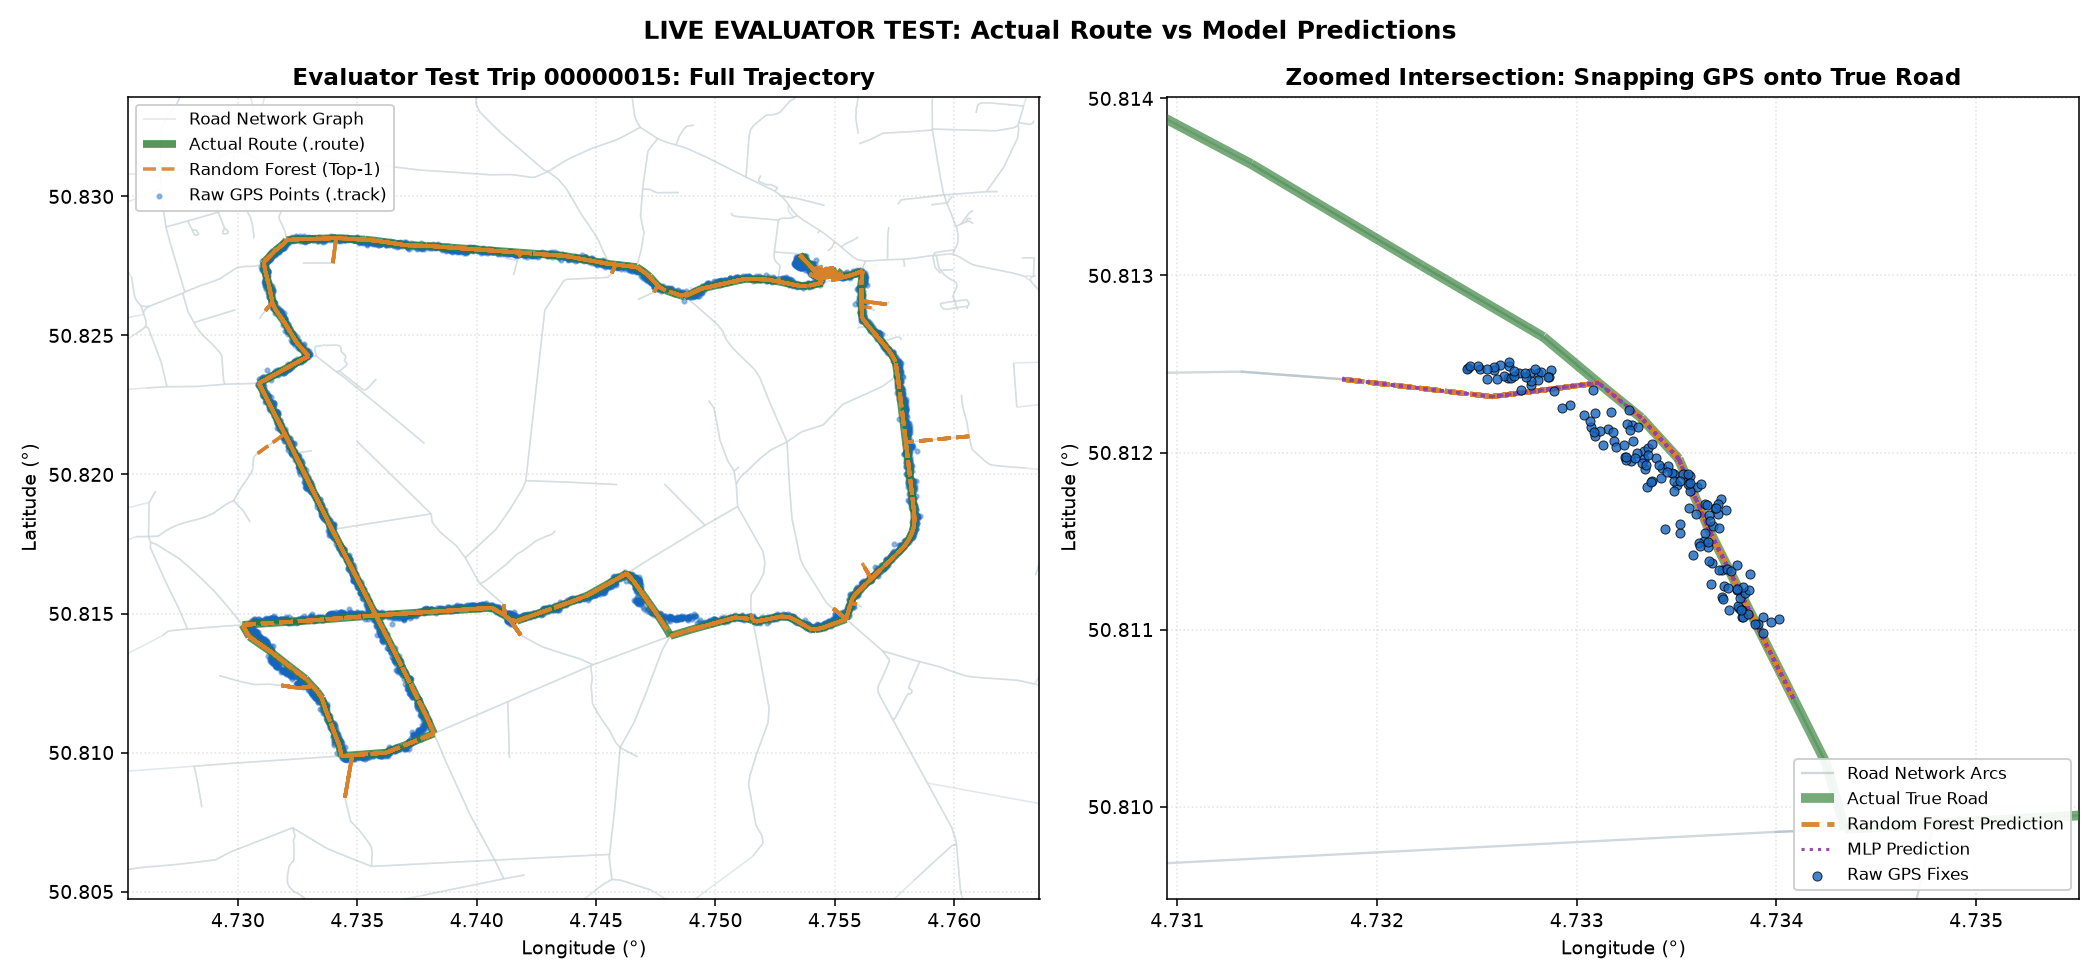 LIVE EVALUATOR TEST: Actual Route vs Model Predictions
Evaluator Test Trip 00000015: Full Trajectory
Road Network Graph
Actual Route (.route)
Random Forest (Top-1)
Raw GPS Points (.track)
50.830
50.825
50.820
50.815
50.810
50.805
Latitude (°)
4.730 4.735 4.740 4.745 4.750 4.755 4.760
Longitude (°)
Zoomed Intersection: Snapping GPS onto True Road
50.814
50.813
50.812
50.811
50.810
Latitude (°)
Road Network Arcs
Actual True Road
Random Forest Prediction
MLP Prediction
Raw GPS Fixes
4.731 4.732 4.733 4.734 4.735
Longitude (°)